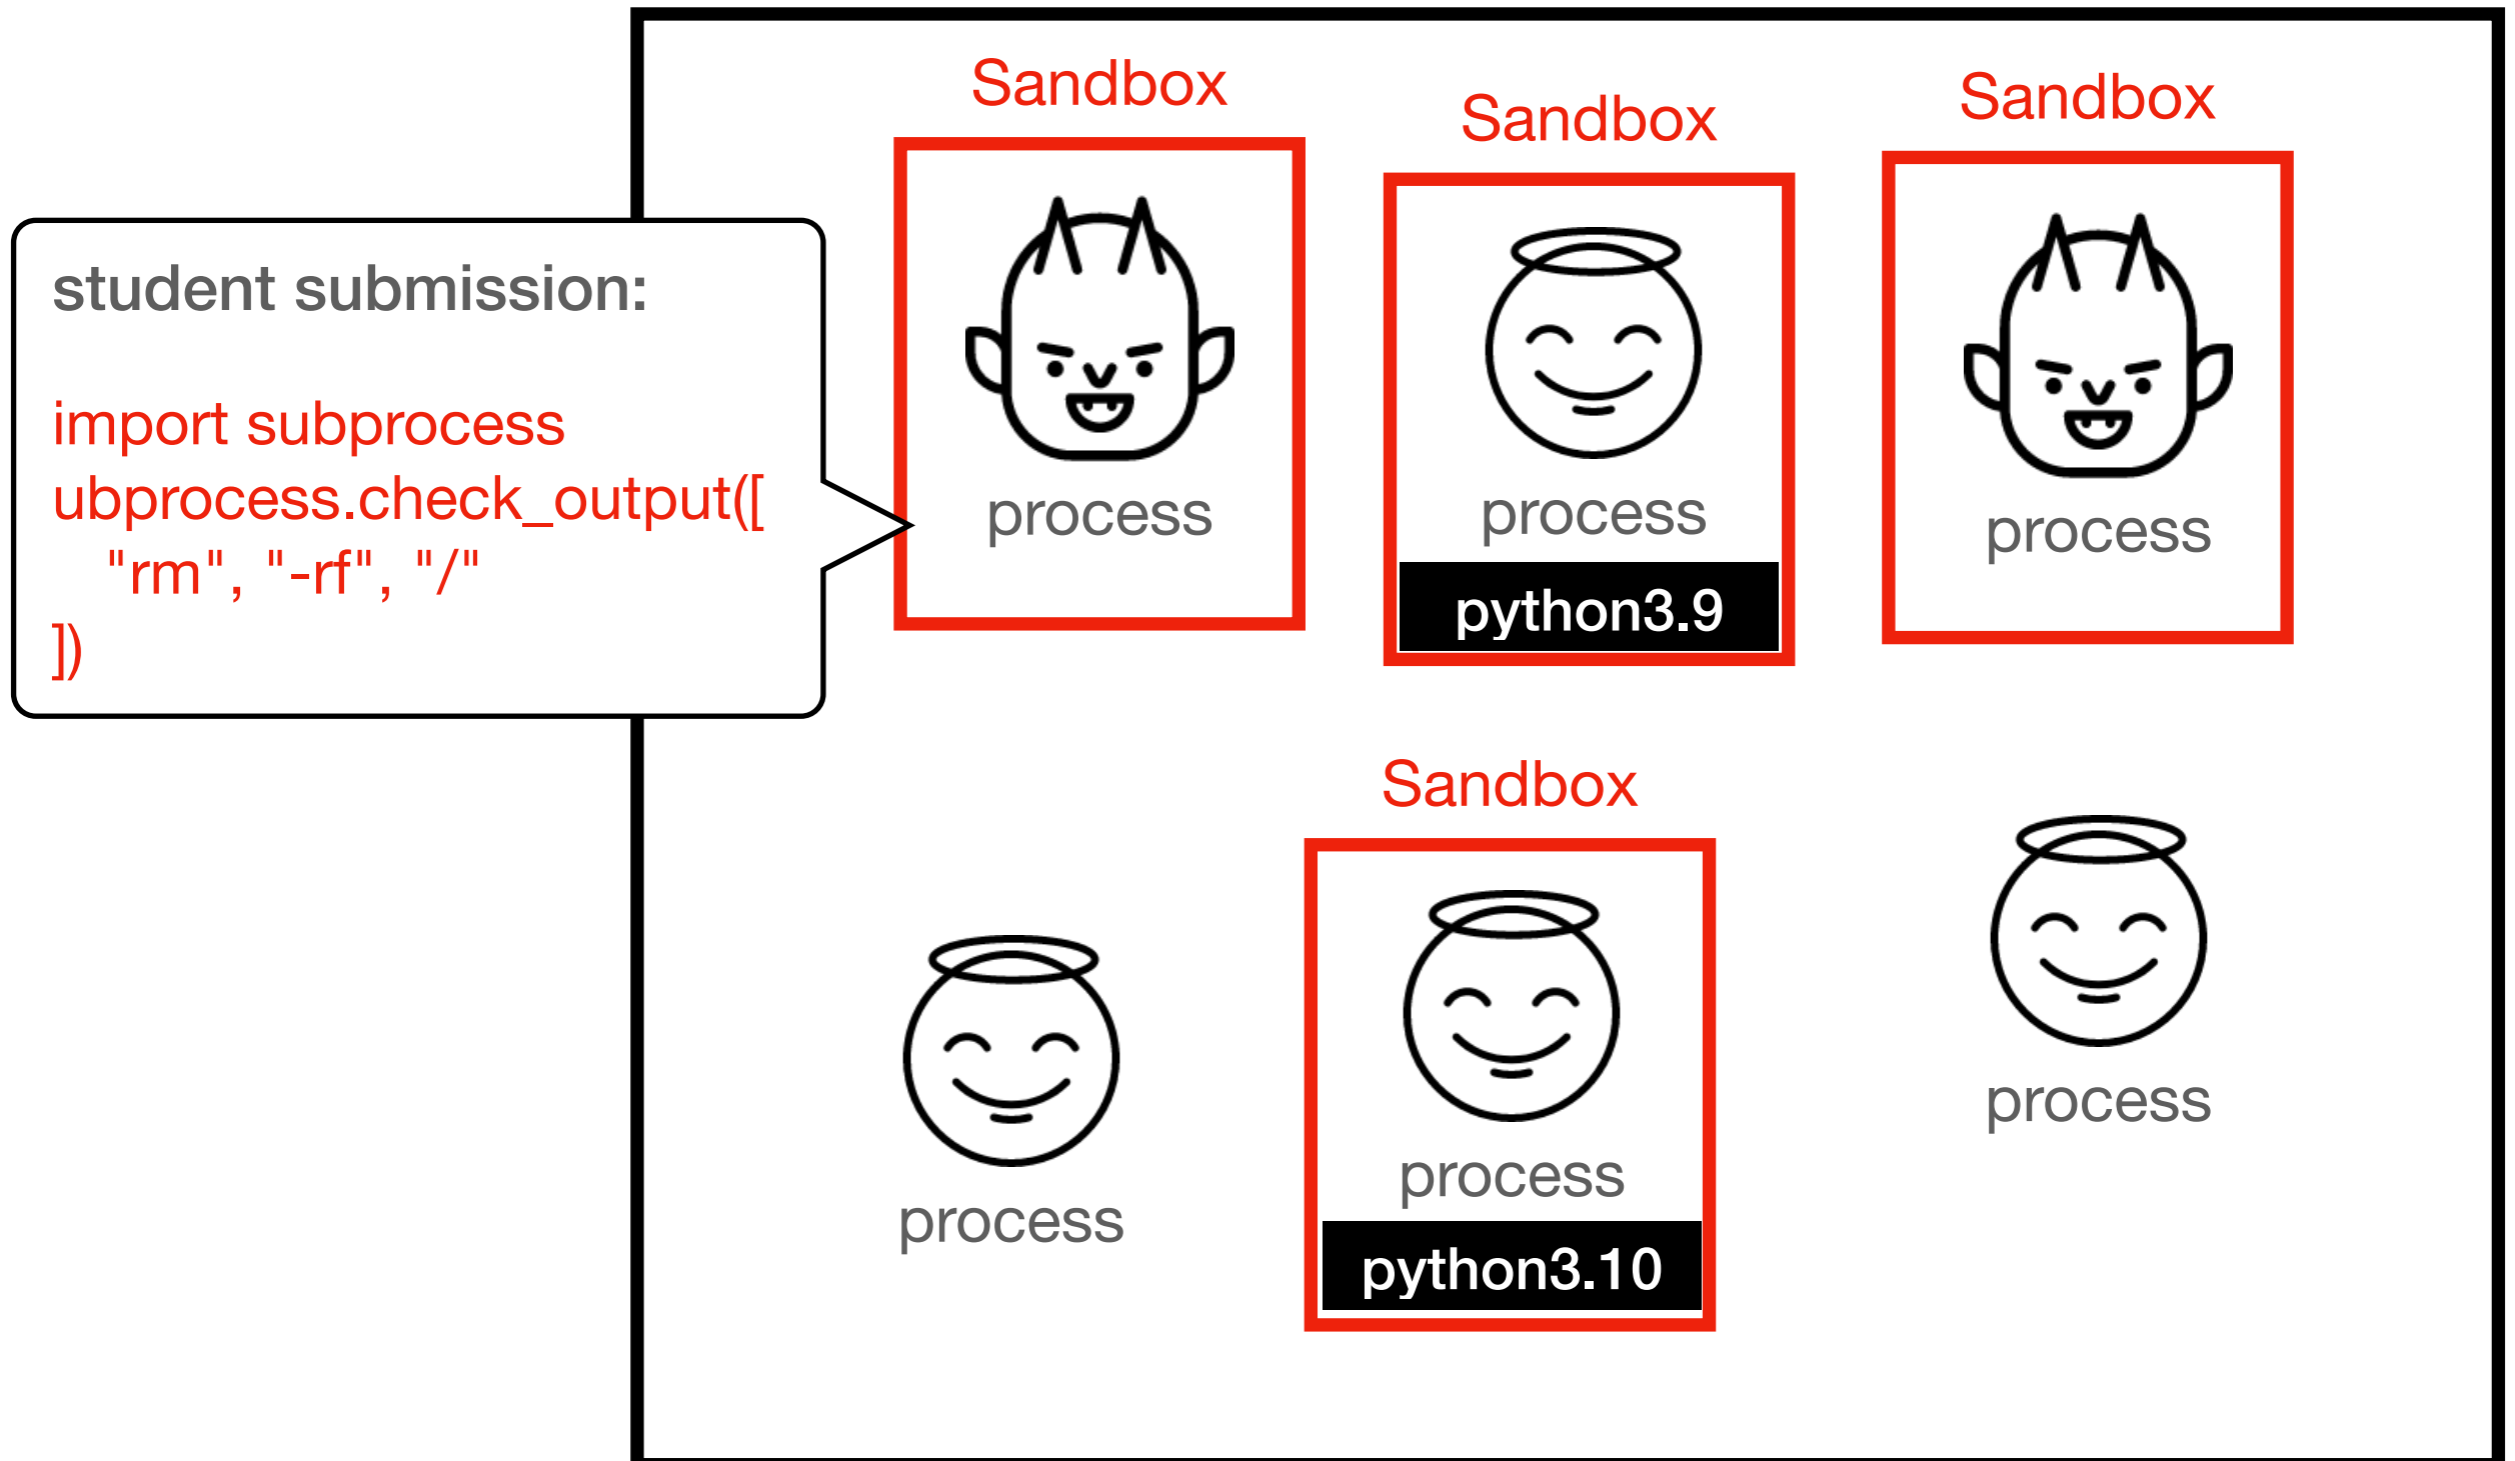 student submission:
import subprocess
ubprocess.check_output([
"rm", "-rf", "/"
])
Sandbox
process
Sandbox
process
python3.9
Sandbox
process
process
Sandbox
process
python3.10
process